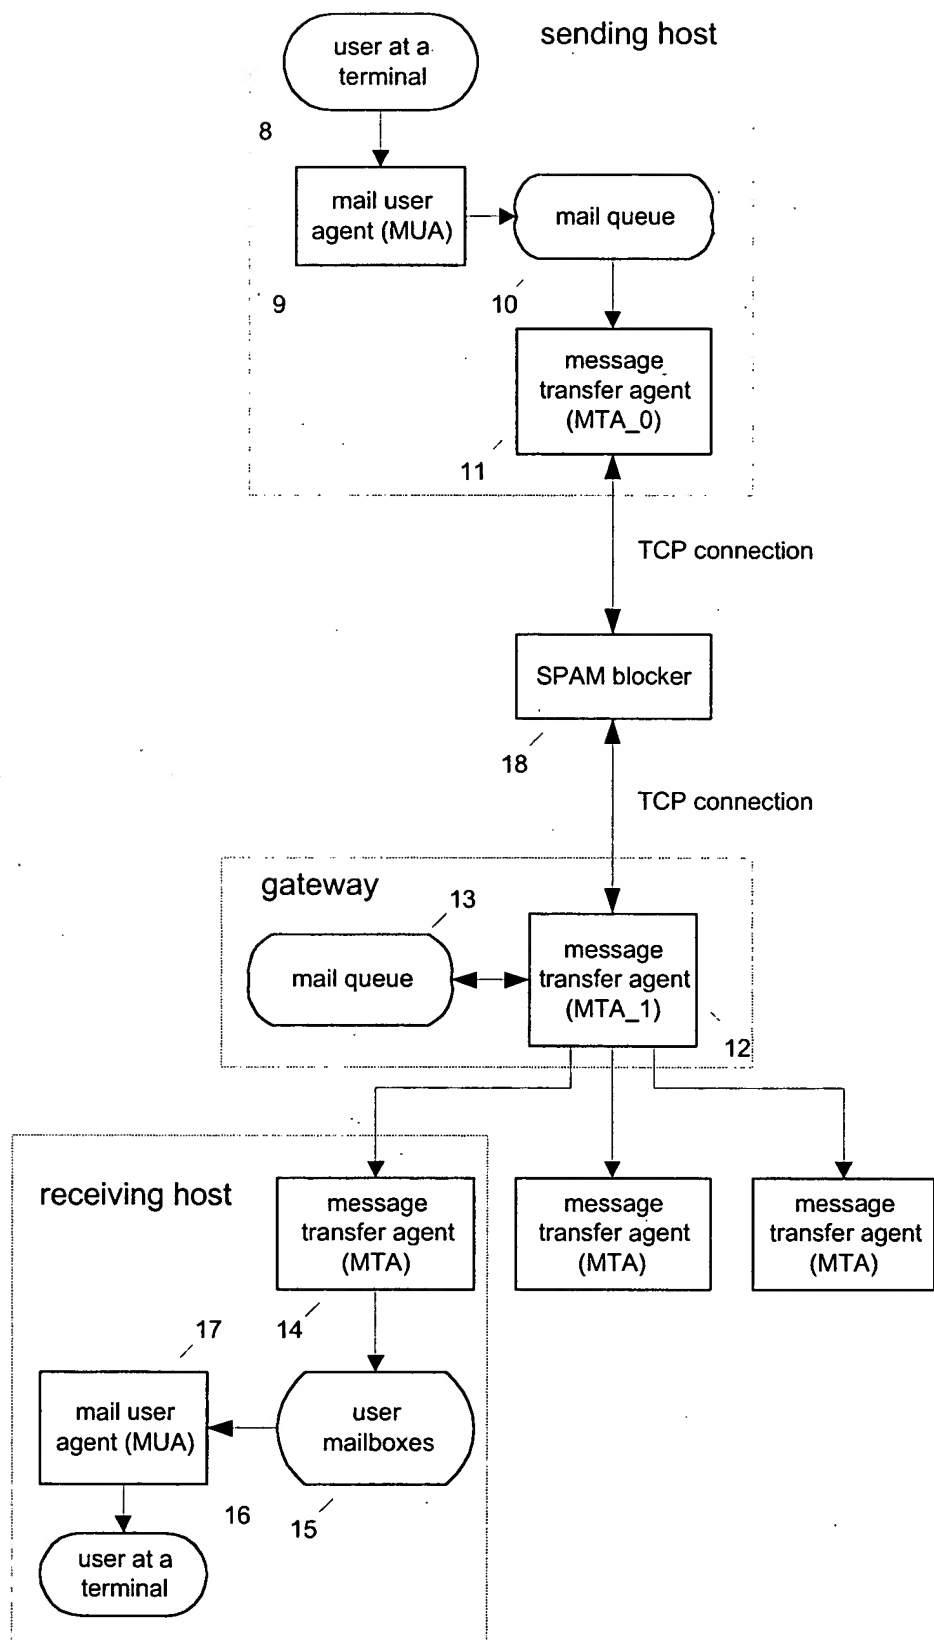 sending host
user at a
terminal
8
mail user
agent (MUA)
mail queue
9
10
message
transfer agent
(MTA_0)
11
TCP connection
SPAM blocker
18
TCP connection
gateway
13
mail queue
message
transfer agent
(MTA_1)
12
receiving host
message
transfer agent
(MTA)
message
transfer agent
(MTA)
message
transfer agent
(MTA)
14
17
mail user
agent (MUA)
user
mailboxes
16
15
user at a
terminal